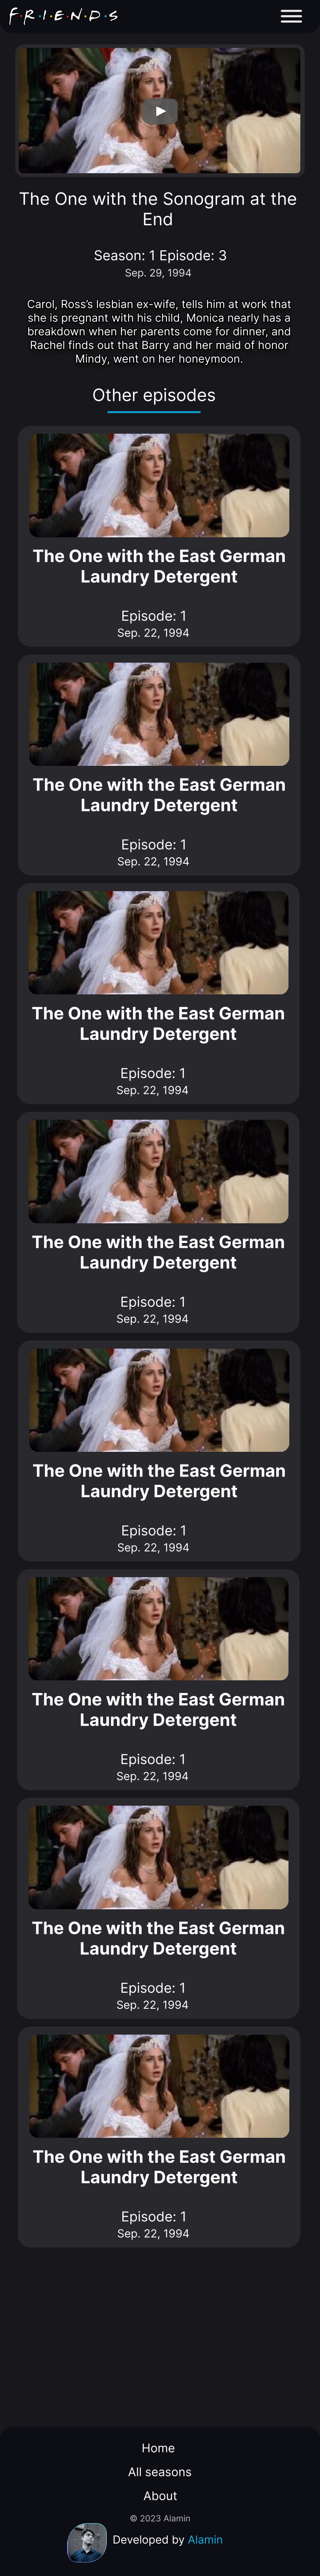 F·R·I·E·N·D·S
The One with the Sonogram at the
End
Season: 1 Episode: 3
Sep. 29, 1994
Carol, Ross’s lesbian ex-wife, tells him at work that
she is pregnant with his child, Monica nearly has a
breakdown when her parents come for dinner, and
Rachel finds out that Barry and her maid of honor
Mindy, went on her honeymoon.
Other episodes
The One with the East German
Laundry Detergent
Episode: 1
Sep. 22, 1994
The One with the East German
Laundry Detergent
Episode: 1
Sep. 22, 1994
The One with the East German
Laundry Detergent
Episode: 1
Sep. 22, 1994
The One with the East German
Laundry Detergent
Episode: 1
Sep. 22, 1994
The One with the East German
Laundry Detergent
Episode: 1
Sep. 22, 1994
The One with the East German
Laundry Detergent
Episode: 1
Sep. 22, 1994
The One with the East German
Laundry Detergent
Episode: 1
Sep. 22, 1994
The One with the East German
Laundry Detergent
Episode: 1
Sep. 22, 1994
Home
All seasons
About
© 2023 Alamin
Developed by Alamin